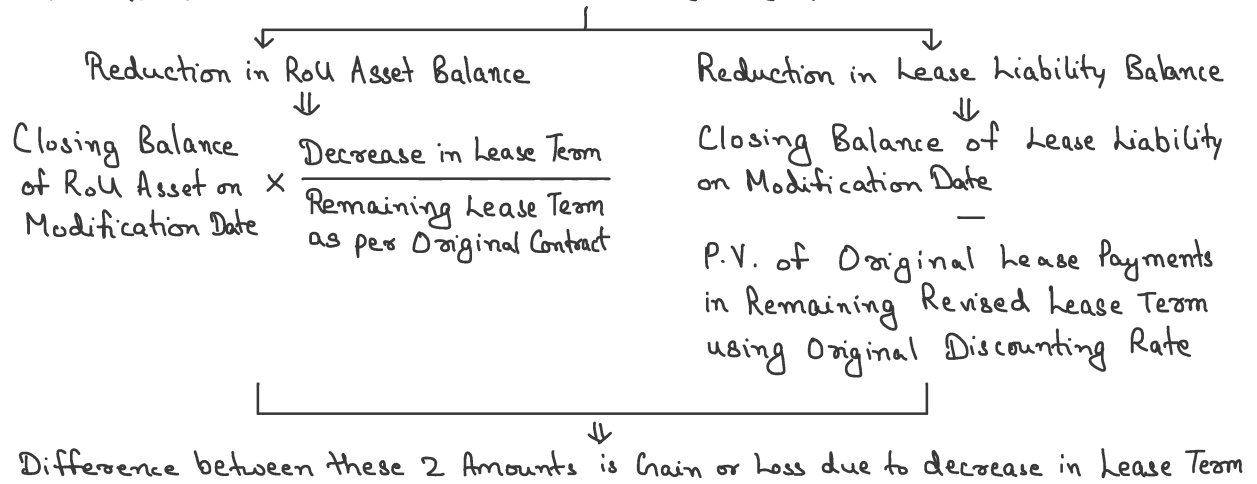 Reduction in RoU Asset Balance
⇓
Closing Balance
of RoU Asset on
Modification Date
×
Decrease in Lease Term
Remaining Lease Term
as per Original Contract
Reduction in Lease Liability Balance
⇓
Closing Balance of Lease Liability
on Modification Date
—
P.V. of Original Lease Payments
in Remaining Revised Lease Term
using Original Discounting Rate
⇓
Difference between these 2 Amounts is Gain or Loss due to decrease in Lease Term